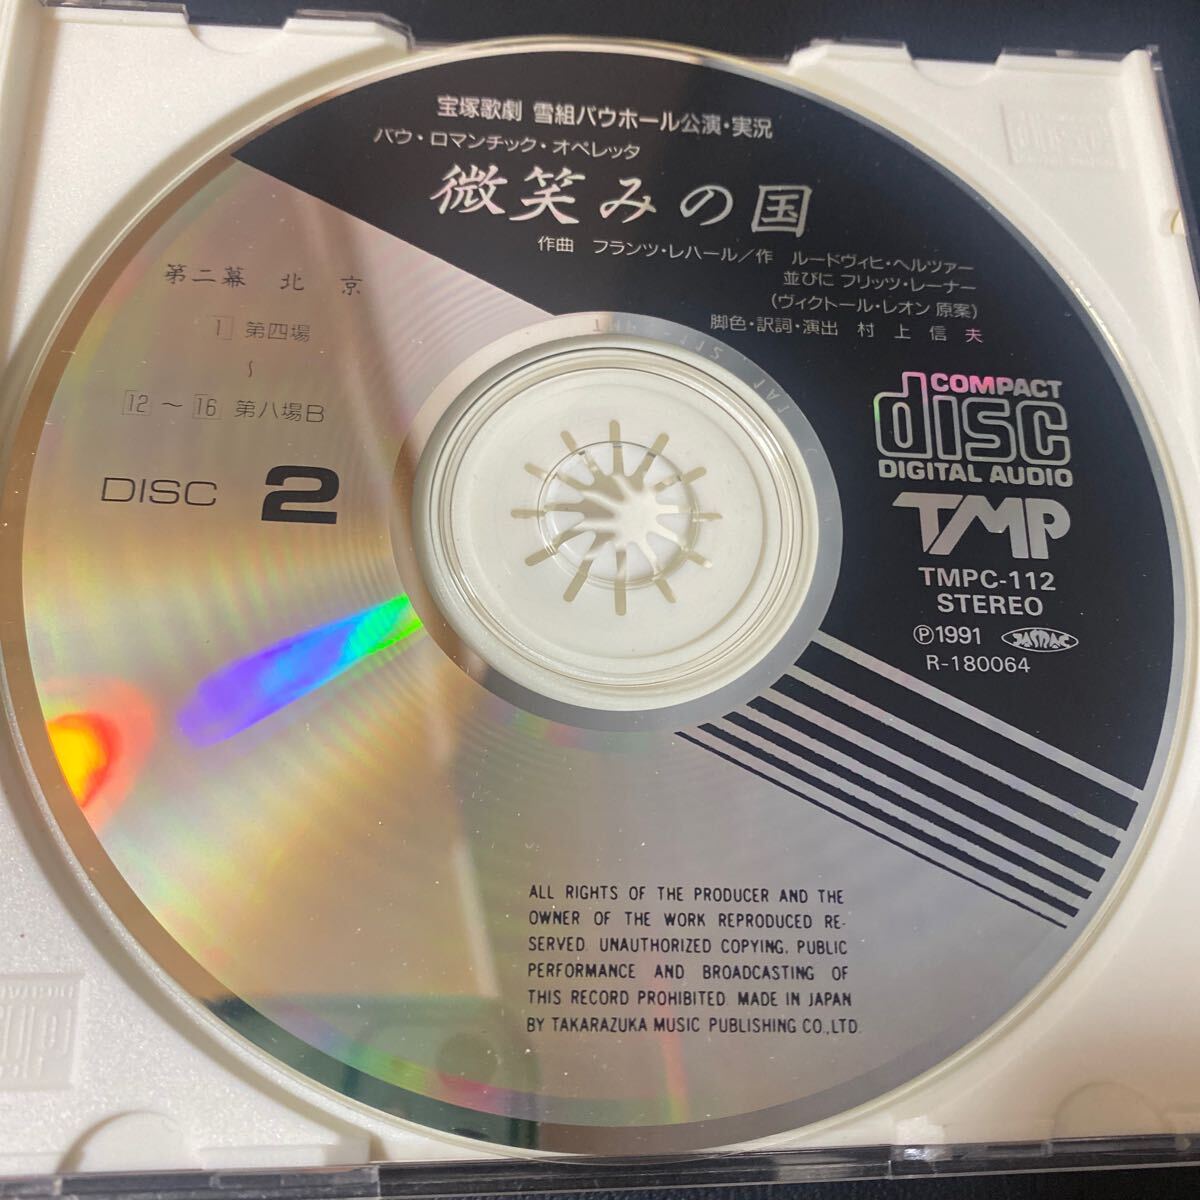 宝塚歌劇 雪組バウホール公演・実況
バウ・ロマンチック・オペレッタ
微笑みの国
作曲 フランツ・レハール／作 ルードヴィヒ・ヘルツァー
並びに フリッツ・レーナー
(ヴィクトール・レオン 原案)
脚色・訳詞・演出 村上信夫
第二幕 北京
1 第四場
〜
12 〜 16 第八場B
DISC 2
COMPACT
disc
DIGITAL AUDIO
TMP
TMPC-112
STEREO
Ⓟ1991 JASRAC
R-180064
ALL RIGHTS OF THE PRODUCER AND THE
OWNER OF THE WORK REPRODUCED RE-
SERVED. UNAUTHORIZED COPYING, PUBLIC
PERFORMANCE AND BROADCASTING OF
THIS RECORD PROHIBITED. MADE IN JAPAN
BY TAKARAZUKA MUSIC PUBLISHING CO.,LTD.